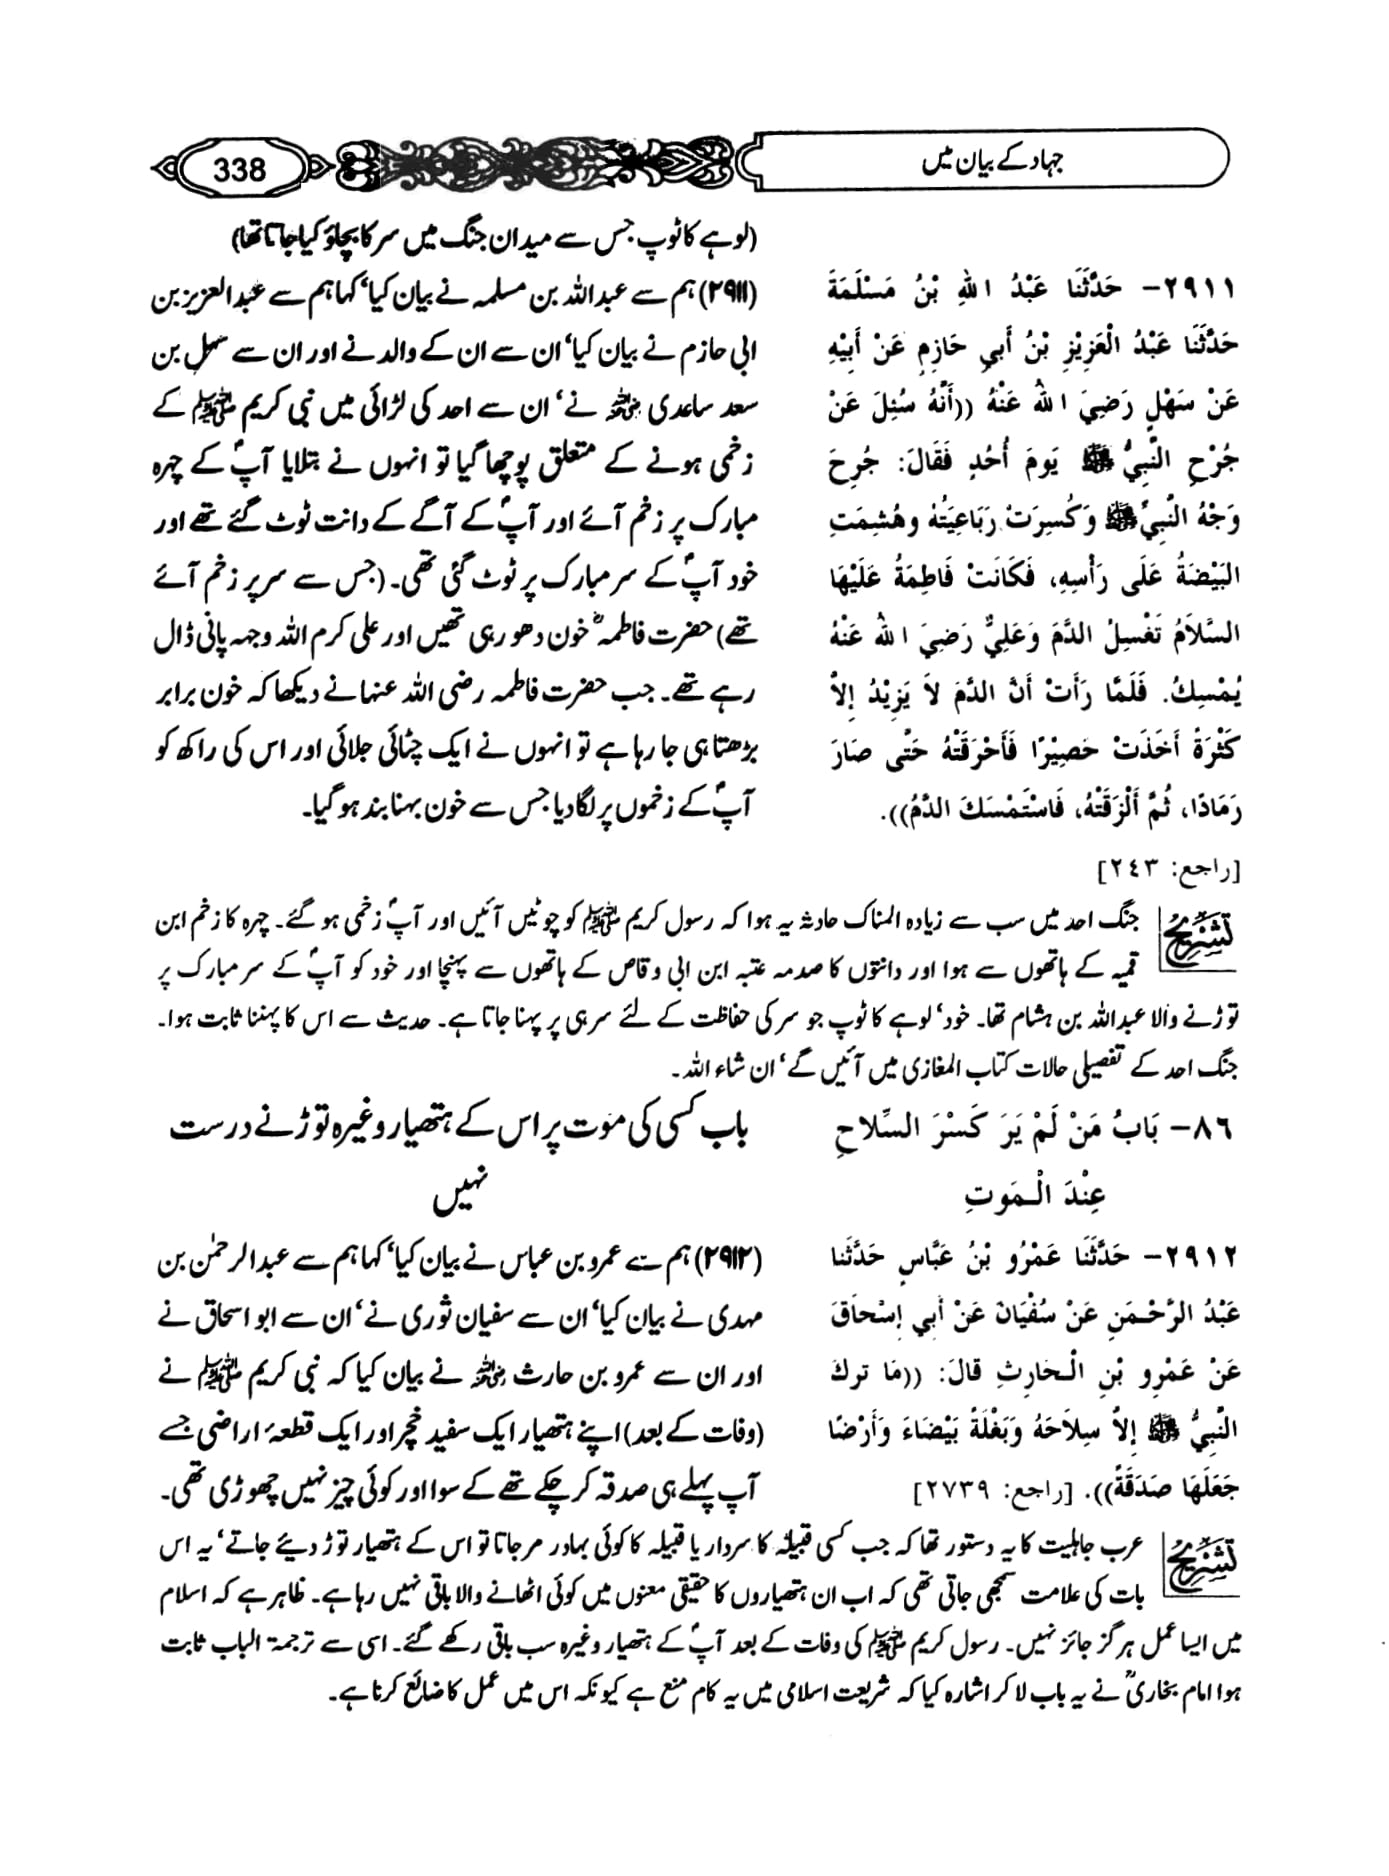 جہاد کے بیان میں
338
(لوہے کا ٹوپ جس سے میدان جنگ میں سر کا بچاؤ کیا جاتا تھا)
٢٩١١- حَدَّثَنَا عَبْدُ اللهِ بْنُ مَسْلَمَةَ
حَدَّثَنَا عَبْدُ الْعَزِيْزِ بْنُ أَبِي حَازِمٍ عَنْ أَبِيْهِ
عَنْ سَهْلٍ رَضِيَ اللهُ عَنْهُ ((أَنَّهُ سُئِلَ عَنْ
جُرْحِ النَّبِيِّ ﷺ يَومَ أُحُدٍ فَقَالَ: جُرِحَ
وَجْهُ النَّبِيِّ ﷺ وَكُسِرَتْ رَبَاعِيَتُهُ وهُشِمَتِ
البَيْضَةُ عَلَى رَأْسِهِ، فَكَانَتْ فَاطِمَةُ عَلَيْهَا
السَّلاَمُ تَغْسِلُ الدَّمَ وَعَلِيٌّ رَضِيَ اللهُ عَنْهُ
يُمْسِكُ. فَلَمَّا رَأَتْ أَنَّ الدَّمَ لاَ يَزِيْدُ إِلاَّ
كَثْرَةً أَخَذَتْ حَصِيْرًا فَأَحْرَقَتْهُ حَتَّى صَارَ
رَمَادًا، ثُمَّ أَلْزَقَتْهُ، فَاسْتَمْسَكَ الدَّمُ)).
[راجع: ٢٤٣]
(۲۹۱۱) ہم سے عبداللہ بن مسلمہ نے بیان کیا‘ کہا ہم سے عبدالعزیز بن
ابی حازم نے بیان کیا‘ ان سے ان کے والد نے اور ان سے سہل بن
سعد ساعدی رضی اللہ عنہ نے‘ ان سے احد کی لڑائی میں نبی کریم ﷺ کے
زخمی ہونے کے متعلق پوچھا گیا تو انہوں نے بتلایا آپؐ کے چہرہ
مبارک پر زخم آئے اور آپؐ کے آگے کے دانت ٹوٹ گئے تھے اور
خود آپؐ کے سر مبارک پر ٹوٹ گئی تھی۔ (جس سے سر پر زخم آئے
تھے) حضرت فاطمہؓ خون دھو رہی تھیں اور علی کرم اللہ وجہہ پانی ڈال
رہے تھے۔ جب حضرت فاطمہ رضی اللہ عنہا نے دیکھا کہ خون برابر
بڑھتا ہی جا رہا ہے تو انہوں نے ایک چٹائی جلائی اور اس کی راکھ کو
آپؐ کے زخموں پر لگا دیا جس سے خون بہنا بند ہو گیا۔
تشریح
جنگ احد میں سب سے زیادہ المناک حادثہ یہ ہوا کہ رسول کریم ﷺ کو چوٹیں آئیں اور آپؐ زخمی ہو گئے۔ چہرہ کا زخم ابن
قمیہ کے ہاتھوں سے ہوا اور دانتوں کا صدمہ عتبہ ابن ابی وقاص کے ہاتھوں سے پہنچا اور خود کو آپؐ کے سر مبارک پر
توڑنے والا عبداللہ بن ہشام تھا۔ خود‘ لوہے کا ٹوپ جو سر کی حفاظت کے لئے سر ہی پر پہنا جاتا ہے۔ حدیث سے اس کا پہننا ثابت ہوا۔
جنگ احد کے تفصیلی حالات کتاب المغازی میں آئیں گے‘ ان شاء اللہ۔
٨٦- بَابُ مَنْ لَمْ يَرَ كَسْرَ السِّلاَحِ
عِنْدَ الْمَوتِ
باب کسی کی موت پر اس کے ہتھیار وغیرہ توڑنے درست
نہیں
٢٩١٢- حَدَّثَنَا عَمْرُو بْنُ عَبَّاسٍ حَدَّثَنَا
عَبْدُ الرَّحْمَنِ عَنْ سُفْيَانَ عَنْ أَبِي إِسْحَاقَ
عَنْ عَمْرِو بْنِ الْحَارِثِ قَالَ: ((مَا تركَ
النَّبِيُّ ﷺ إِلاَّ سِلاَحَهُ وَبَغْلَةً بَيْضَاءَ وَأَرْضًا
جَعَلَهَا صَدَقَةً)). [راجع: ٢٧٣٩]
(۲۹۱۲) ہم سے عمرو بن عباس نے بیان کیا‘ کہا ہم سے عبدالرحمٰن بن
مہدی نے بیان کیا‘ ان سے سفیان ثوری نے‘ ان سے ابو اسحاق نے
اور ان سے عمرو بن حارث رضی اللہ عنہ نے بیان کیا کہ نبی کریم ﷺ نے
(وفات کے بعد) اپنے ہتھیار ایک سفید خچر اور ایک قطعۂ اراضی جسے
آپ پہلے ہی صدقہ کر چکے تھے کے سوا اور کوئی چیز نہیں چھوڑی تھی۔
تشریح
عرب جاہلیت کا یہ دستور تھا کہ جب کسی قبیلہ کا سردار یا قبیلہ کا کوئی بہادر مر جاتا تو اس کے ہتھیار توڑ دیئے جاتے‘ یہ اس
بات کی علامت سمجھی جاتی تھی کہ اب ان ہتھیاروں کا حقیقی معنوں میں کوئی اٹھانے والا باقی نہیں رہا ہے۔ ظاہر ہے کہ اسلام
میں ایسا عمل ہرگز جائز نہیں۔ رسول کریم ﷺ کی وفات کے بعد آپؐ کے ہتھیار وغیرہ سب باقی رکھے گئے۔ اسی سے ترجمۃ الباب ثابت
ہوا امام بخاریؒ نے یہ باب لا کر اشارہ کیا کہ شریعت اسلامی میں یہ کام منع ہے کیونکہ اس میں عمل کا ضائع کرنا ہے۔